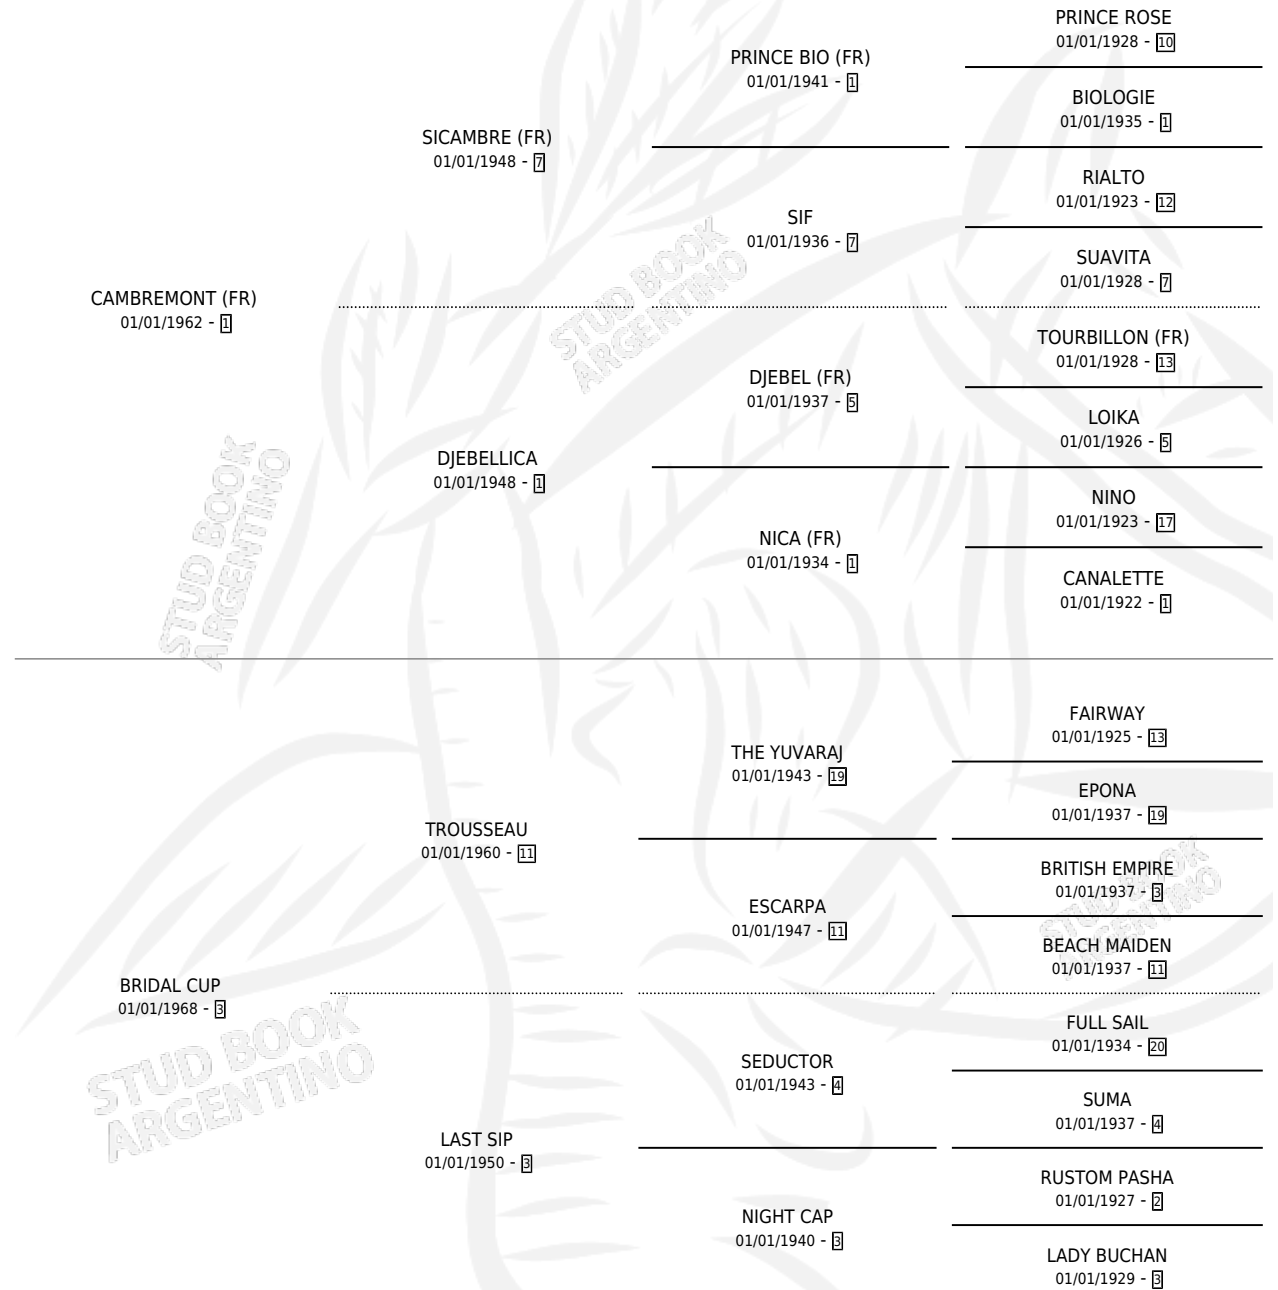 PRINCE ROSE
01/01/1928 - 10
PRINCE BIO (FR)
01/01/1941 - 1
BIOLOGIE
01/01/1935 - 1
SICAMBRE (FR)
01/01/1948 - 7
RIALTO
01/01/1923 - 12
SIF
01/01/1936 - 7
SUAVITA
01/01/1928 - 7
CAMBREMONT (FR)
01/01/1962 - 1
TOURBILLON (FR)
01/01/1928 - 13
DJEBEL (FR)
01/01/1937 - 5
LOIKA
01/01/1926 - 5
DJEBELLICA
01/01/1948 - 1
NINO
01/01/1923 - 17
NICA (FR)
01/01/1934 - 1
CANALETTE
01/01/1922 - 1
FAIRWAY
01/01/1925 - 13
THE YUVARAJ
01/01/1943 - 19
EPONA
01/01/1937 - 19
TROUSSEAU
01/01/1960 - 11
BRITISH EMPIRE
01/01/1937 - 3
ESCARPA
01/01/1947 - 11
BEACH MAIDEN
01/01/1937 - 11
BRIDAL CUP
01/01/1968 - 3
FULL SAIL
01/01/1934 - 20
SEDUCTOR
01/01/1943 - 4
SUMA
01/01/1937 - 4
LAST SIP
01/01/1950 - 3
RUSTOM PASHA
01/01/1927 - 2
NIGHT CAP
01/01/1940 - 3
LADY BUCHAN
01/01/1929 - 3
STUD BOOK
ARGENTINO
STUD BOOK
ARGENTINO
STUD BOOK
ARGENTINO
STUD BOOK
ARGENTINO